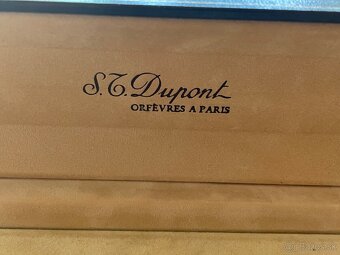 S.T. Dupont
ORFÈVRES A PARIS